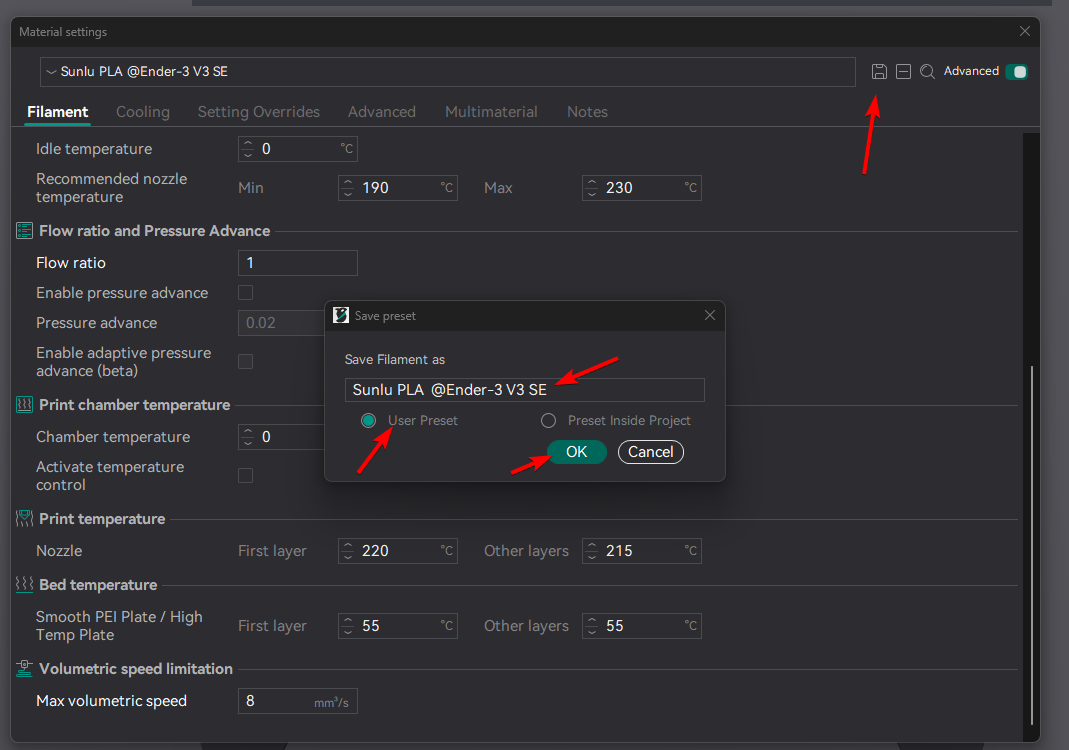 Material settings
Sunlu PLA @Ender-3 V3 SE
Advanced
Filament Cooling Setting Overrides Advanced Multimaterial Notes
Idle temperature 0 °C
Recommended nozzle
temperature Min 190 °C Max 230 °C
Flow ratio and Pressure Advance
Flow ratio 1
Enable pressure advance
Pressure advance 0.02
Enable adaptive pressure
advance (beta)
Print chamber temperature
Chamber temperature 0
Activate temperature
control
Save preset
Save Filament as
Sunlu PLA  @Ender-3 V3 SE
User Preset Preset Inside Project
OK Cancel
Print temperature
Nozzle First layer 220 °C Other layers 215 °C
Bed temperature
Smooth PEI Plate / High
Temp Plate First layer 55 °C Other layers 55 °C
Volumetric speed limitation
Max volumetric speed 8 mm³/s